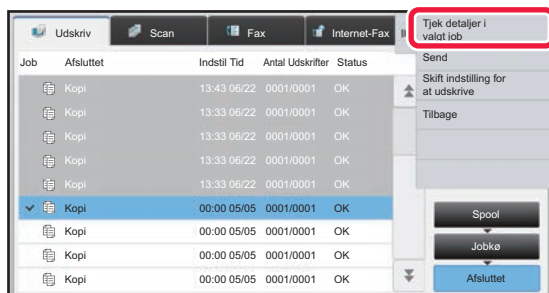 Udskriv Scan Fax Internet-Fax
Job Afsluttet Indstil Tid Antal Udskrifter Status
Kopi 13:43 06/22 0001/0001 OK
Kopi 13:33 06/22 0001/0001 OK
Kopi 13:33 06/22 0001/0001 OK
Kopi 13:33 06/22 0001/0001 OK
Kopi 13:33 06/22 0001/0001 OK
Kopi 00:00 05/05 0001/0001 OK
Kopi 00:00 05/05 0001/0001 OK
Kopi 00:00 05/05 0001/0001 OK
Kopi 00:00 05/05 0001/0001 OK
Tjek detaljer i
valgt job
Send
Skift indstilling for
at udskrive
Tilbage
Spool
Jobkø
Afsluttet